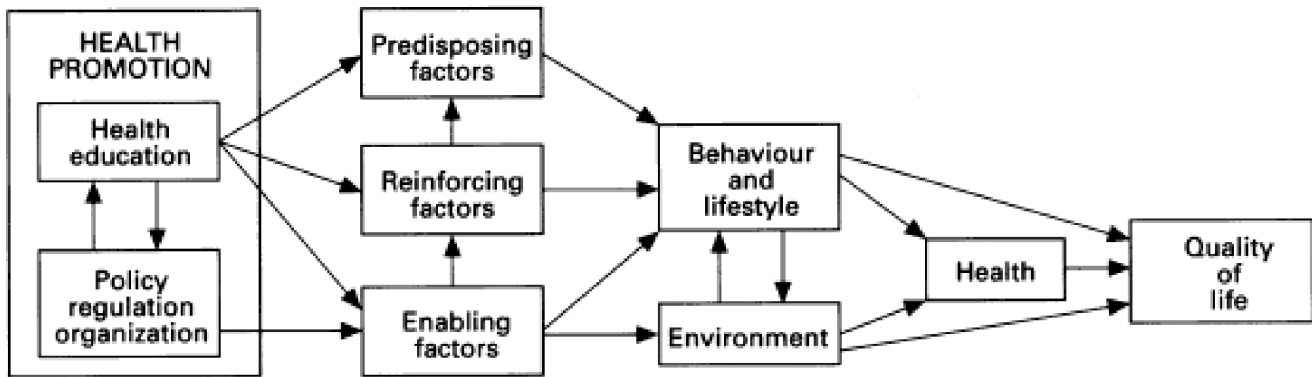 HEALTH
PROMOTION
Health
education
Policy
regulation
organization
Predisposing
factors
Reinforcing
factors
Enabling
factors
Behaviour
and
lifestyle
Environment
Health
Quality
of
life